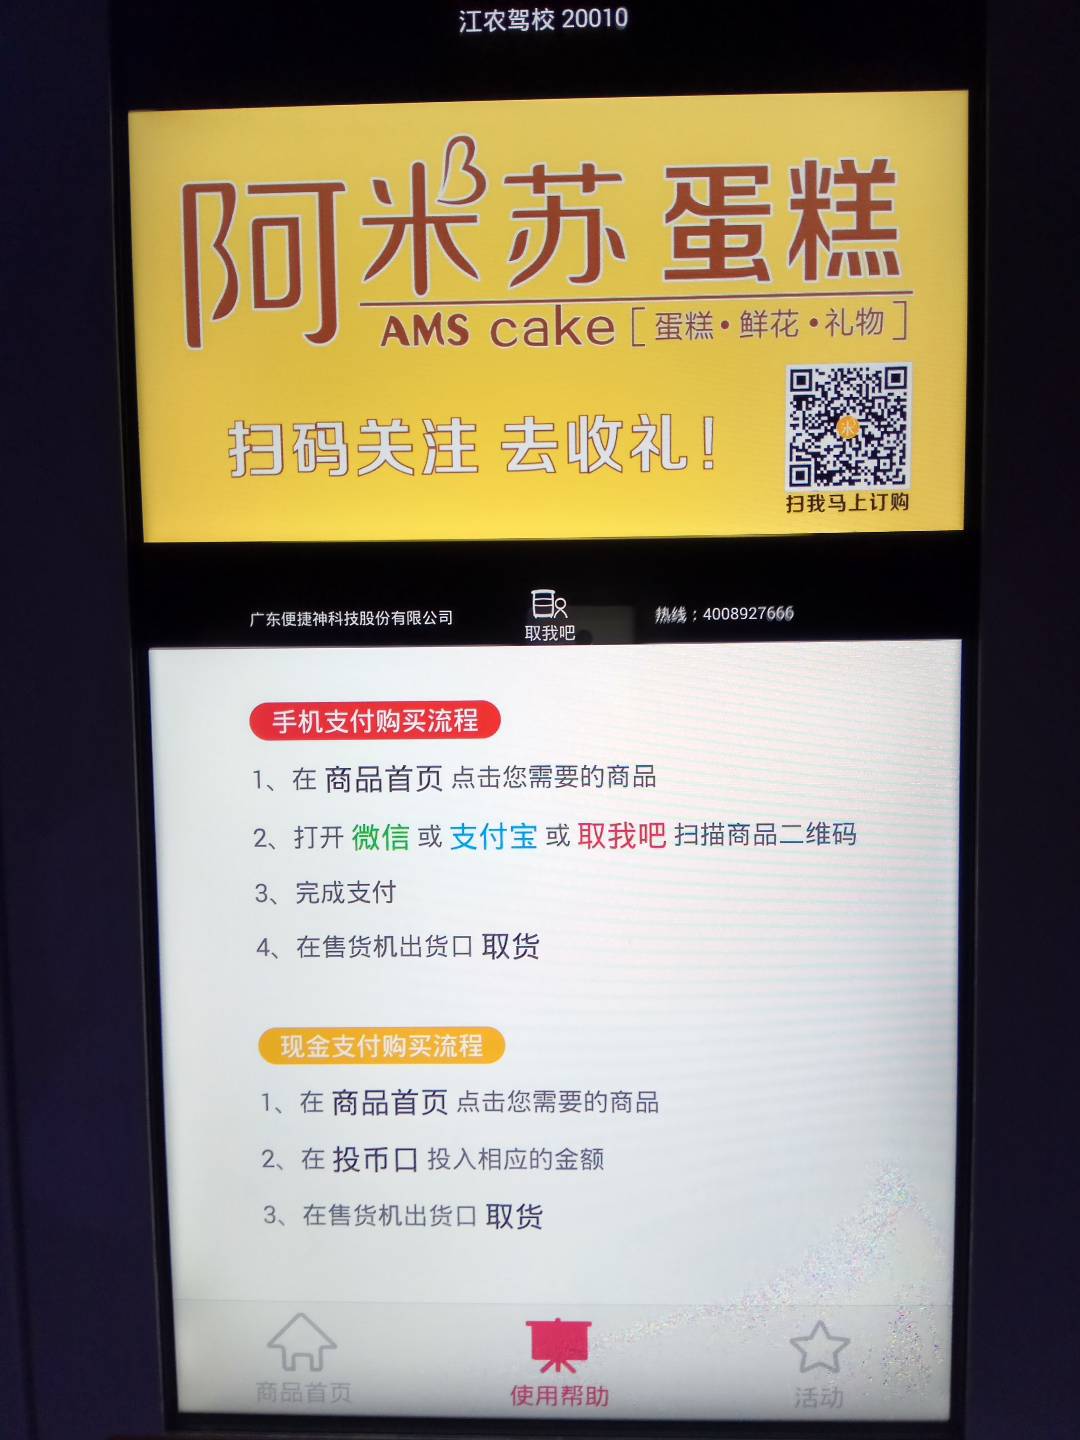 江农驾校 20010
阿米苏 蛋糕
AMS cake [蛋糕·鲜花·礼物]
扫码关注 去收礼！
扫我马上订购
广东便捷神科技股份有限公司
取我吧
热线：4008927666
手机支付购买流程
1、在 商品首页 点击您需要的商品
2、打开 微信 或 支付宝 或 取我吧 扫描商品二维码
3、完成支付
4、在售货机出货口 取货
现金支付购买流程
1、在 商品首页 点击您需要的商品
2、在 投币口 投入相应的金额
3、在售货机出货口 取货
商品首页
使用帮助
活动